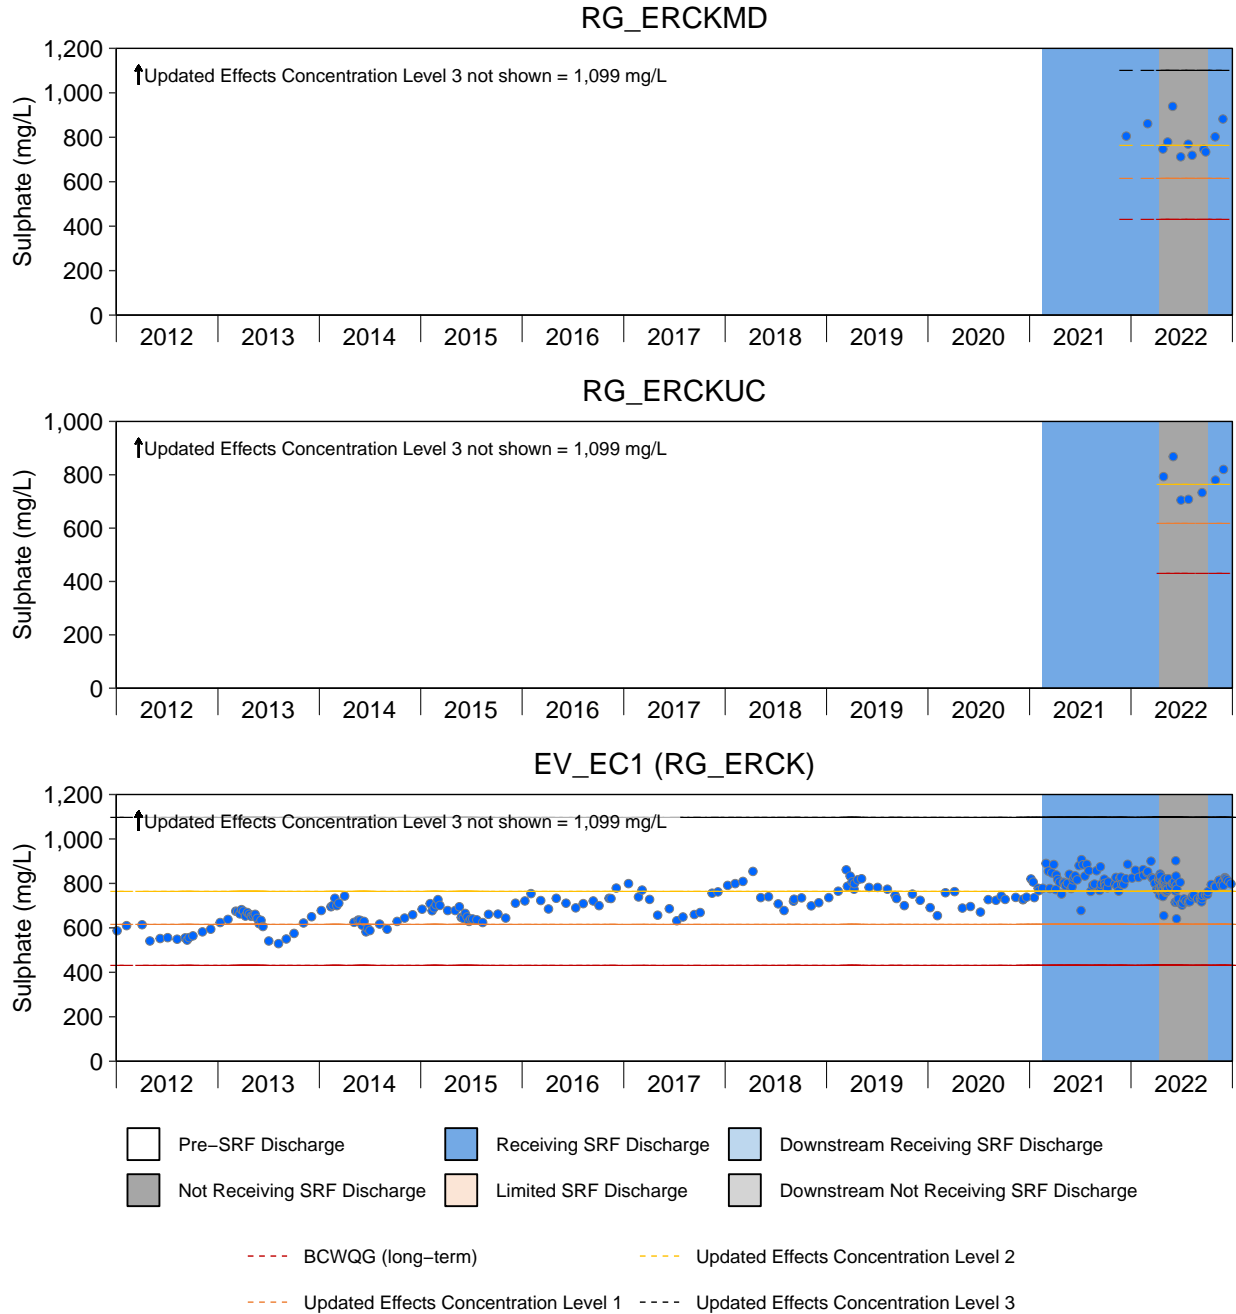 RG_ERCKMD
Sulphate (mg/L)
1,200
1,000
800
600
400
200
0
Updated Effects Concentration Level 3 not shown = 1,099 mg/L
2012 2013 2014 2015 2016 2017 2018 2019 2020 2021 2022
RG_ERCKUC
Sulphate (mg/L)
1,000
800
600
400
200
0
Updated Effects Concentration Level 3 not shown = 1,099 mg/L
2012 2013 2014 2015 2016 2017 2018 2019 2020 2021 2022
EV_EC1 (RG_ERCK)
Sulphate (mg/L)
1,200
1,000
800
600
400
200
0
Updated Effects Concentration Level 3 not shown = 1,099 mg/L
2012 2013 2014 2015 2016 2017 2018 2019 2020 2021 2022
Pre−SRF Discharge Receiving SRF Discharge Downstream Receiving SRF Discharge
Not Receiving SRF Discharge Limited SRF Discharge Downstream Not Receiving SRF Discharge
BCWQG (long−term) Updated Effects Concentration Level 2
Updated Effects Concentration Level 1 Updated Effects Concentration Level 3